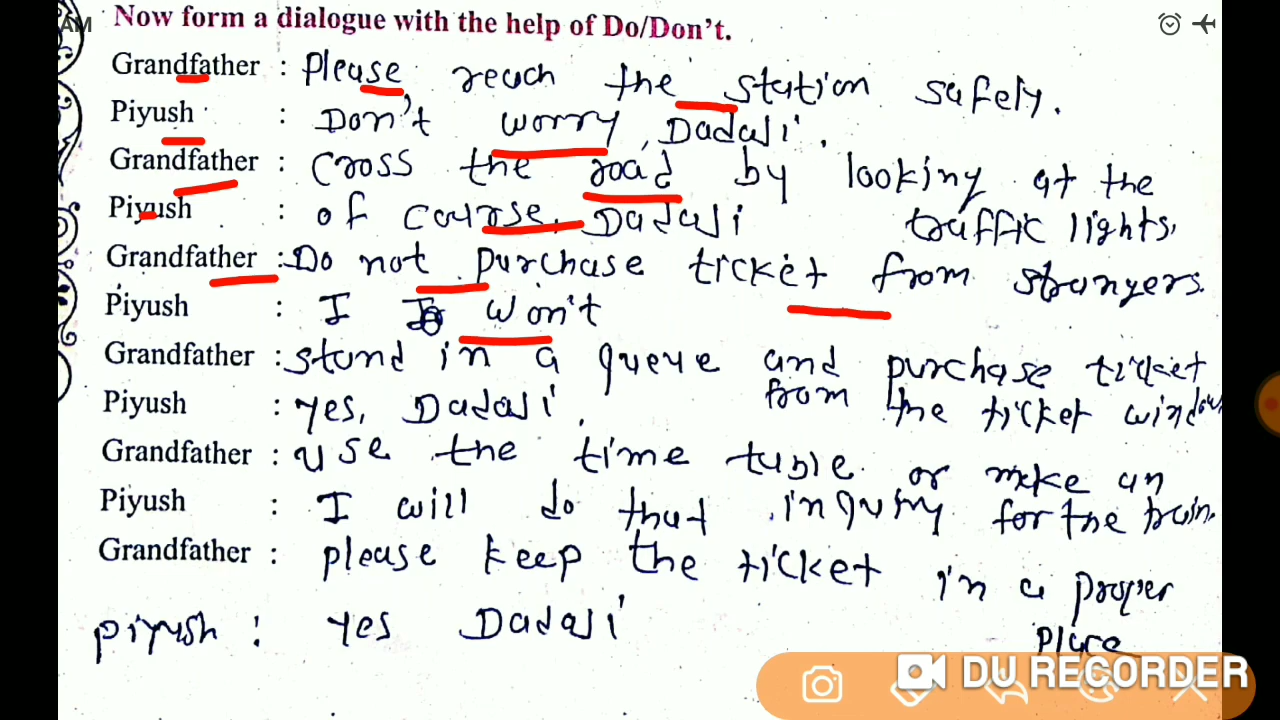 AM
Now form a dialogue with the help of Do/Don't.
Grandfather : Please reach the station safely.
Piyush : Don't worry, Dadaji.
Grandfather : Cross the road by looking at the
traffic lights.
Piyush : of course, Dadaji
Grandfather : Do not purchase ticket from strangers.
Piyush : I won't
Grandfather : stand in a queue and purchase ticket
from the ticket window
Piyush : yes, Dadaji.
Grandfather : use the time table or make an
inquiry for the train.
Piyush : I will do that
Grandfather : please keep the ticket in a proper
place
piyush : yes Dadaji
DU RECORDER